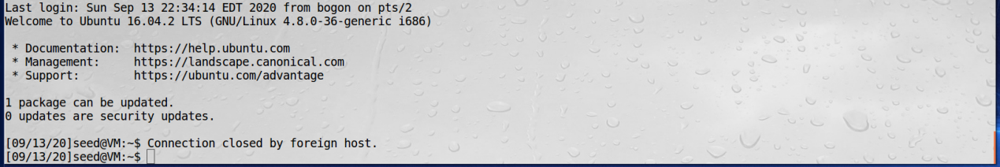 Last login: Sun Sep 13 22:34:14 EDT 2020 from bogon on pts/2
Welcome to Ubuntu 16.04.2 LTS (GNU/Linux 4.8.0-36-generic i686)
* Documentation: https://help.ubuntu.com
* Management: https://landscape.canonical.com
* Support: https://ubuntu.com/advantage
1 package can be updated.
0 updates are security updates.
[09/13/20]seed@VM:~$ Connection closed by foreign host.
[09/13/20]seed@VM:~$